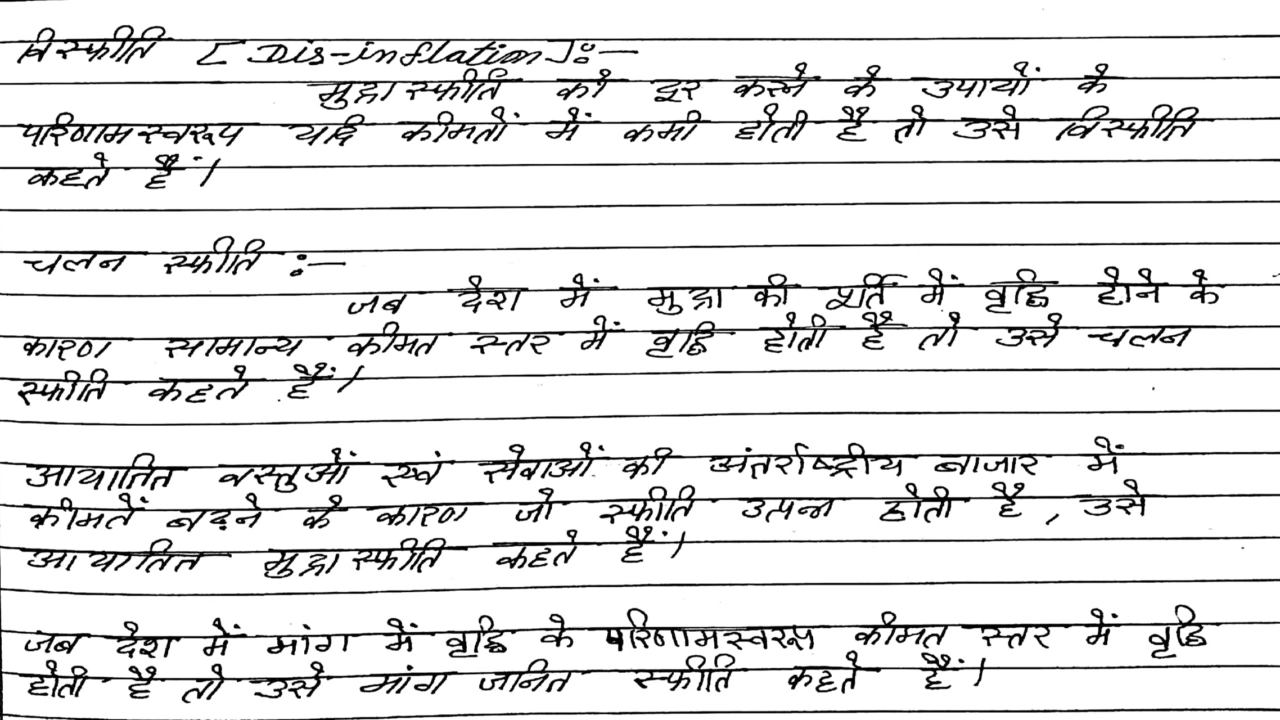 विस्फीति [ Dis-inflation ]ः—
मुद्रा स्फीति को दूर करने के उपायों के
परिणामस्वरूप यदि कीमतों में कमी होती है तो उसे विस्फीति
कहते हैं।
चलन स्फीति :—
जब देश में मुद्रा की पूर्ति में वृद्धि होने के
कारण सामान्य कीमत स्तर में वृद्धि होती है तो उसे चलन
स्फीति कहते हैं।
आयातित वस्तुओं एवं सेवाओं की अंतर्राष्ट्रीय बाजार में
कीमतें बढ़ने के कारण जो स्फीति उत्पन्न होती है, उसे
आयातित मुद्रा स्फीति कहते हैं।
जब देश में मांग में वृद्धि के परिणामस्वरूप कीमत स्तर में वृद्धि
होती है तो उसे मांग जनित स्फीति कहते हैं।